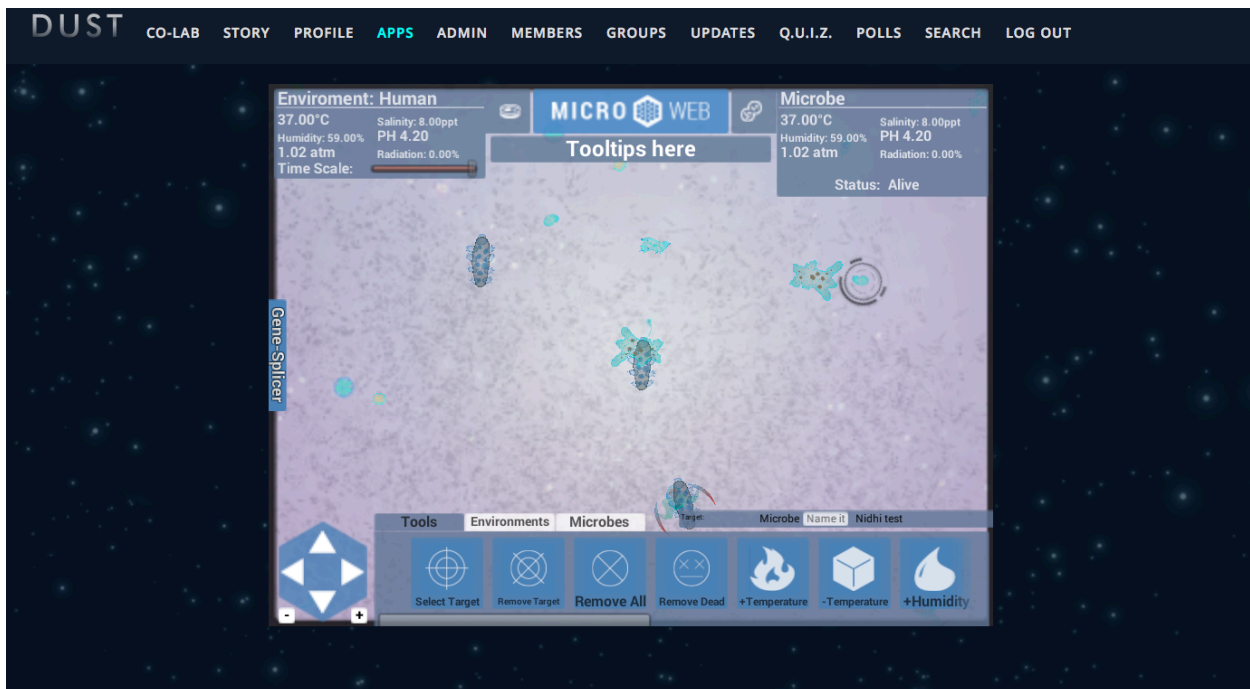 DUST CO-LAB STORY PROFILE APPS ADMIN MEMBERS GROUPS UPDATES Q.U.I.Z. POLLS SEARCH LOG OUT
Enviroment: Human
37.00°C Salinity: 8.00ppt
Humidity: 59.00% PH 4.20
1.02 atm Radiation: 0.00%
Time Scale:
MICRO WEB
Tooltips here
Microbe
37.00°C Salinity: 8.00ppt
Humidity: 59.00% PH 4.20
1.02 atm Radiation: 0.00%
Status: Alive
Gene-Splicer
Tools Environments Microbes
Target: Microbe Name it Nidhi test
Select Target Remove Target Remove All Remove Dead +Temperature -Temperature +Humidity
- +